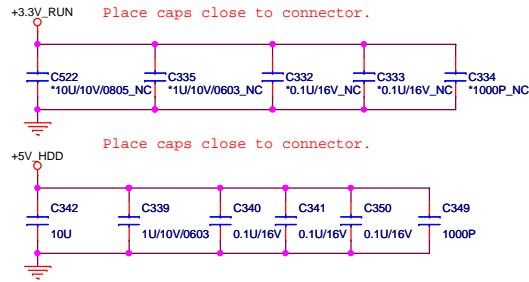 +3.3V_RUN
Place caps close to connector.
C522
*10U/10V/0805_NC
C335
*1U/10V/0603_NC
C332
*0.1U/16V_NC
C333
*0.1U/16V_NC
C334
*1000P_NC
Place caps close to connector.
+5V_HDD
C342
10U
C339
1U/10V/0603
C340
0.1U/16V
C341
0.1U/16V
C350
0.1U/16V
C349
1000P